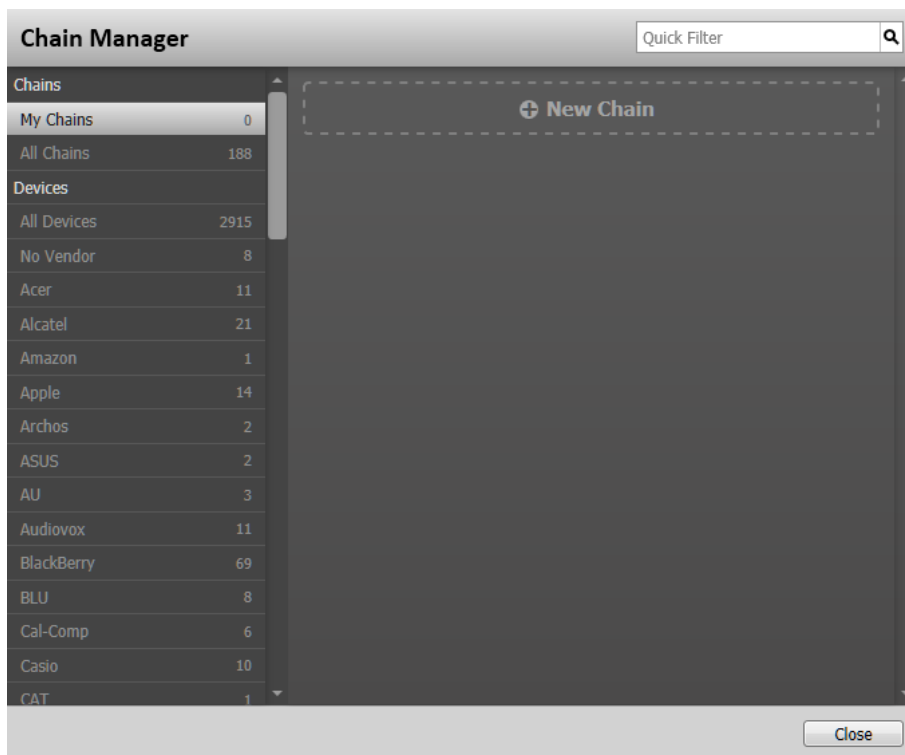 Chain Manager
Quick Filter
Chains
My Chains 0
All Chains 188
Devices
All Devices 2915
No Vendor 8
Acer 11
Alcatel 21
Amazon 1
Apple 14
Archos 2
ASUS 2
AU 3
Audiovox 11
BlackBerry 69
BLU 8
Cal-Comp 6
Casio 10
CAT 1
New Chain
Close